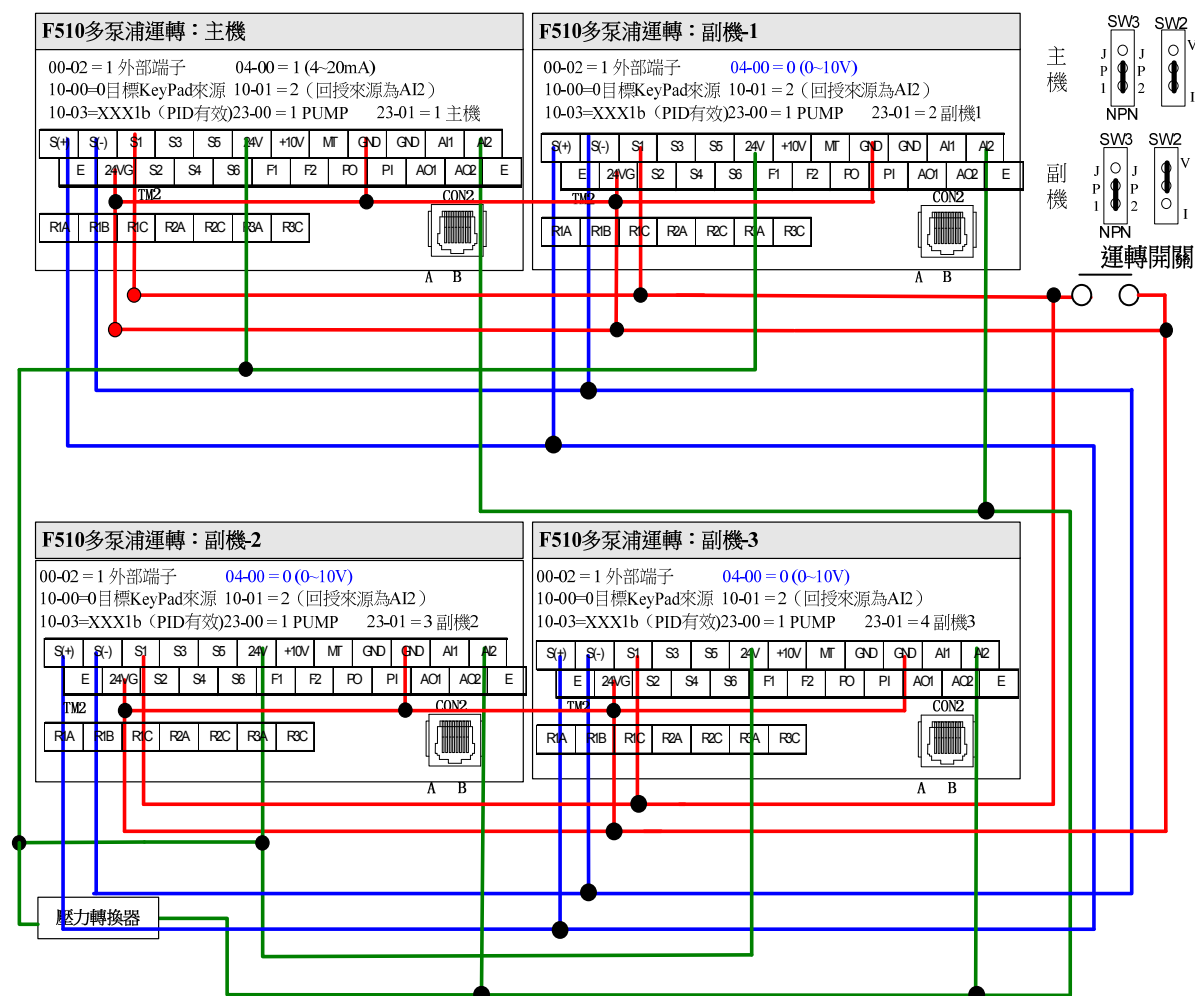 F510多泵浦運轉：主機
00-02 = 1 外部端子 04-00 = 1 (4~20mA)
10-00=0目標KeyPad來源 10-01 = 2（回授來源為AI2）
10-03=XXX1b（PID有效)23-00 = 1 PUMP 23-01 = 1 主機
S(+) S(-) S1 S3 S5 24V +10V MT GND GND AI1 AI2
E 24VG S2 S4 S6 F1 F2 PO PI AO1 AO2 E
TM2 CON2
R1A R1B R1C R2A R2C R3A R3C
A B
F510多泵浦運轉：副機-1
00-02 = 1 外部端子 04-00 = 0 (0~10V)
10-00=0目標KeyPad來源 10-01 = 2（回授來源為AI2）
10-03=XXX1b（PID有效)23-00 = 1 PUMP 23-01 = 2 副機1
S(+) S(-) S1 S3 S5 24V +10V MT GND GND AI1 AI2
E 24VG S2 S4 S6 F1 F2 PO PI AO1 AO2 E
TM2 CON2
R1A R1B R1C R2A R2C R3A R3C
A B
主機
SW3 SW2
JP1 JP2 V I
NPN
副機
SW3 SW2
JP1 JP2 V I
NPN
運轉開關
F510多泵浦運轉：副機-2
00-02 = 1 外部端子 04-00 = 0 (0~10V)
10-00=0目標KeyPad來源 10-01 = 2（回授來源為AI2）
10-03=XXX1b（PID有效)23-00 = 1 PUMP 23-01 = 3 副機2
S(+) S(-) S1 S3 S5 24V +10V MT GND GND AI1 AI2
E 24VG S2 S4 S6 F1 F2 PO PI AO1 AO2 E
TM2 CON2
R1A R1B R1C R2A R2C R3A R3C
A B
F510多泵浦運轉：副機-3
00-02 = 1 外部端子 04-00 = 0 (0~10V)
10-00=0目標KeyPad來源 10-01 = 2（回授來源為AI2）
10-03=XXX1b（PID有效)23-00 = 1 PUMP 23-01 = 4 副機3
S(+) S(-) S1 S3 S5 24V +10V MT GND GND AI1 AI2
E 24VG S2 S4 S6 F1 F2 PO PI AO1 AO2 E
TM2 CON2
R1A R1B R1C R2A R2C R3A R3C
A B
壓力轉換器